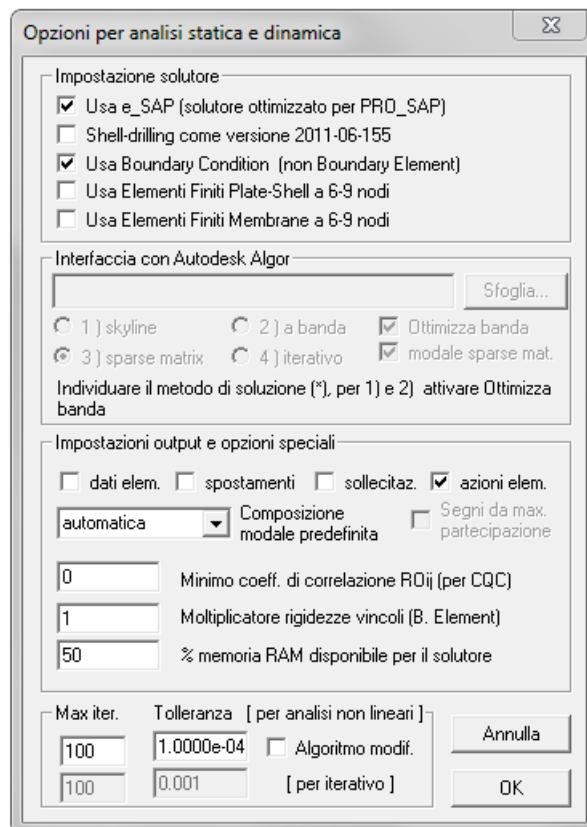 Opzioni per analisi statica e dinamica
Impostazione solutore
Usa e_SAP (solutore ottimizzato per PRO_SAP)
Shell-drilling come versione 2011-06-155
Usa Boundary Condition (non Boundary Element)
Usa Elementi Finiti Plate-Shell a 6-9 nodi
Usa Elementi Finiti Membrane a 6-9 nodi
Interfaccia con Autodesk Algor
Sfoglia...
1 ) skyline 2 ) a banda Ottimizza banda
3 ) sparse matrix 4 ) iterativo modale sparse mat.
Individuare il metodo di soluzione (*), per 1) e 2) attivare Ottimizza
banda
Impostazioni output e opzioni speciali
dati elem. spostamenti sollecitaz. azioni elem.
automatica Composizione modale predefinita Segni da max. partecipazione
0 Minimo coeff. di correlazione ROij (per CQC)
1 Moltiplicatore rigidezze vincoli (B. Element)
50 % memoria RAM disponibile per il solutore
Max iter. Tolleranza [ per analisi non lineari ]
100 1.0000e-04 Algoritmo modif. Annulla
100 0.001 [ per iterativo ] OK